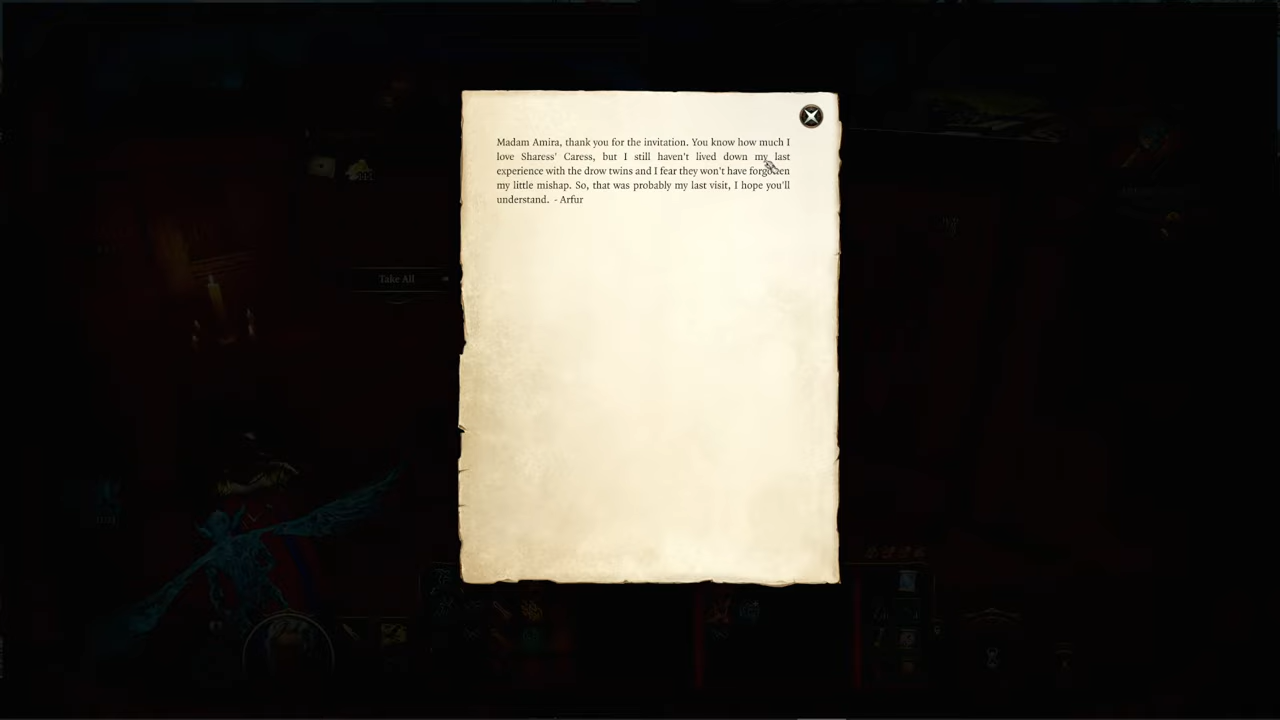 Madam Amira, thank you for the invitation. You know how much I
love Sharess' Caress, but I still haven't lived down my last
experience with the drow twins and I fear they won't have forgotten
my little mishap. So, that was probably my last visit, I hope you'll
understand. - Arfur
Take All